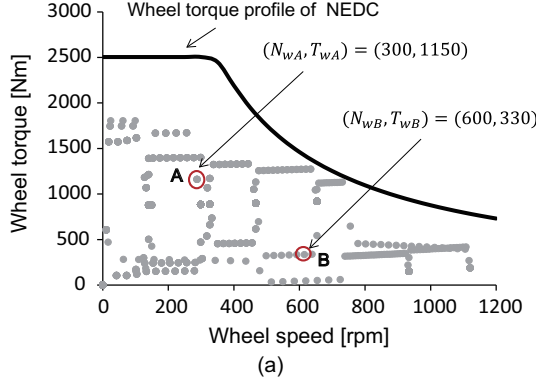 Wheel torque profile of NEDC
3000
(N_wA, T_wA) = (300, 1150)
2500
2000
(N_wB, T_wB) = (600, 330)
1500
A
1000
500
B
0
0 200 400 600 800 1000 1200
Wheel torque [Nm]
Wheel speed [rpm]
(a)